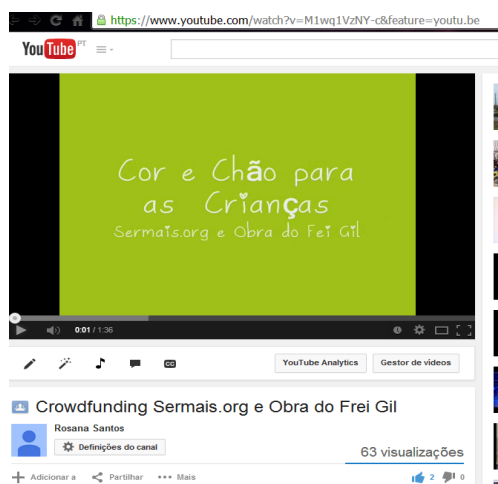 https://www.youtube.com/watch?v=M1wq1VzNY-c&feature=youtu.be
YouTube PT
Cor e Chão para
as Crianças
Sermais.org e Obra do Fei Gil
0:01 / 1:36
CC
YouTube Analytics
Gestor de vídeos
Crowdfunding Sermais.org e Obra do Frei Gil
Rosana Santos
Definições do canal
63 visualizações
Adicionar a
Partilhar
Mais
2
0